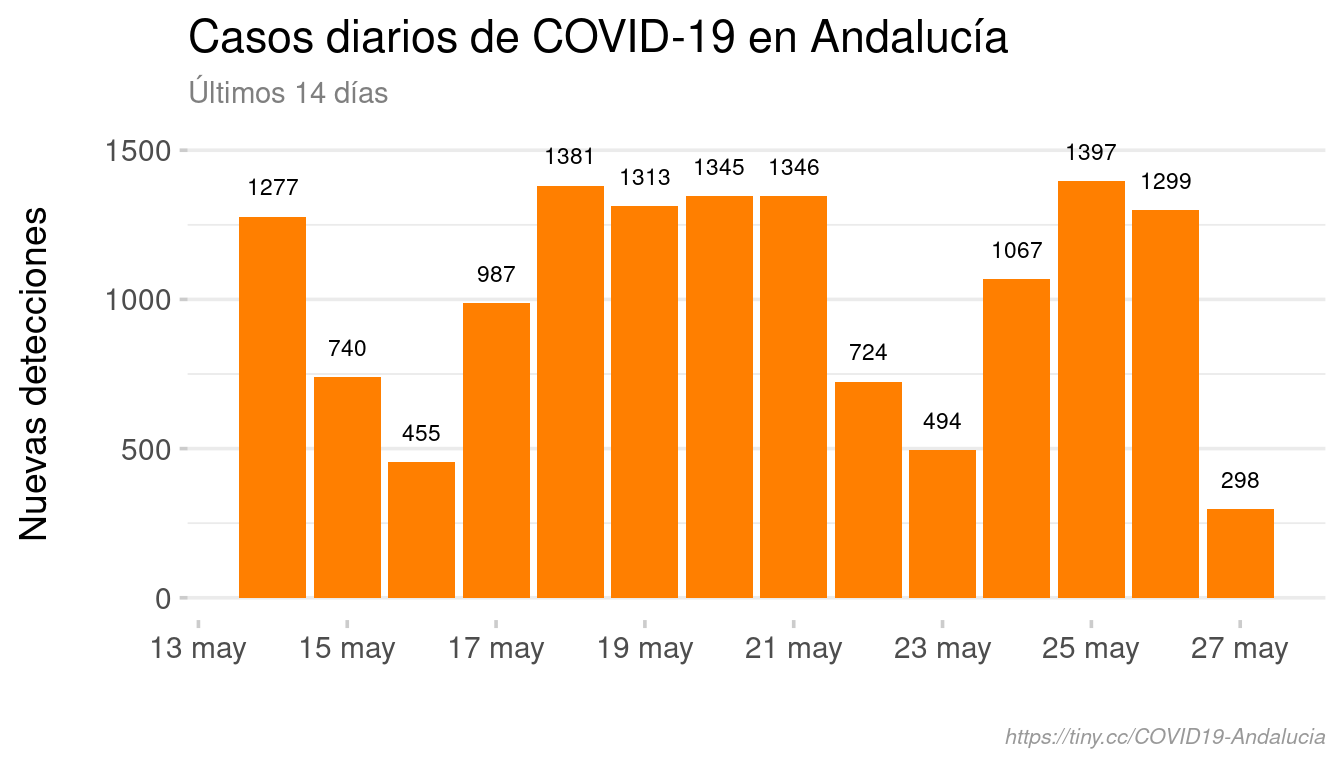 Casos diarios de COVID-19 en Andalucía
Últimos 14 días
Nuevas detecciones
1500
1000
500
0
1277
740
455
987
1381
1313
1345
1346
724
494
1067
1397
1299
298
13 may
15 may
17 may
19 may
21 may
23 may
25 may
27 may
https://tiny.cc/COVID19-Andalucia